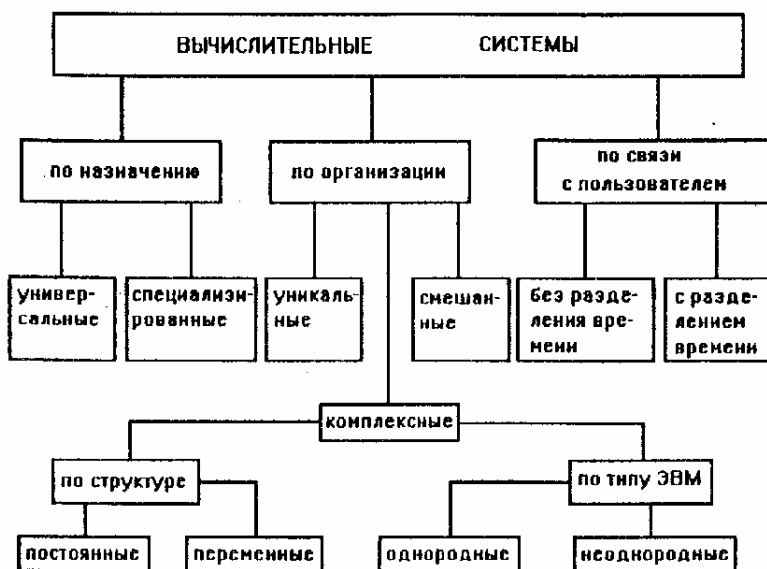 ВЫЧИСЛИТЕЛЬНЫЕ СИСТЕМЫ
по назначению
по организации
по связи
с пользователем
универ-
сальные
специализи-
рованные
уникаль-
ные
смешан-
ные
без разде-
ления вре-
мени
с разде-
лением
времени
комплексные
по структуре
по типу ЭВМ
постоянные
переменные
однородные
неоднородные